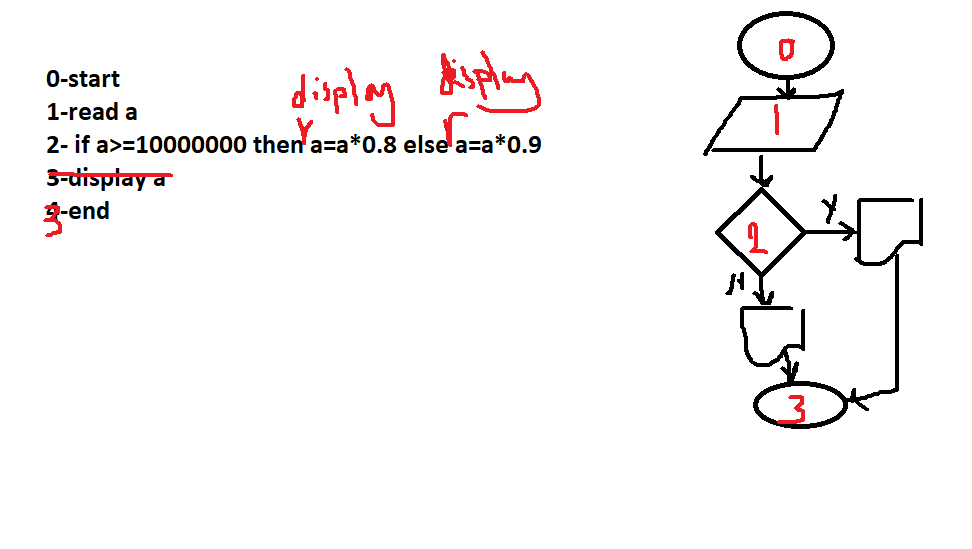 0-start
1-read a
display display
2- if a>=10000000 then a=a*0.8 else a=a*0.9
3-display a
4-end
3
0
1
2
y
N
3